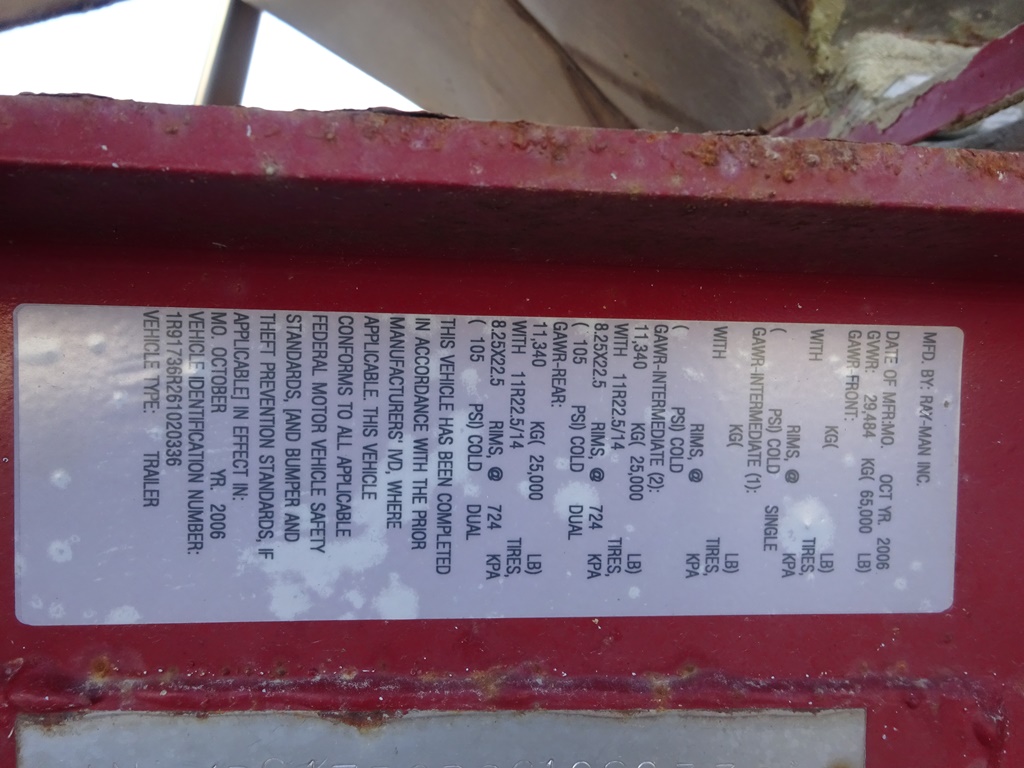 MFD. BY: RAY-MAN INC.
DATE OF MFR:MO. OCT YR. 2006
GVWR: 29,484 KG( 65,000 LB)
GAWR-FRONT:
KG( LB)
WITH TIRES,
RIMS, @ KPA
( PSI) COLD SINGLE
GAWR-INTERMEDIATE (1):
KG( LB)
WITH TIRES,
RIMS, @ KPA
( PSI) COLD
GAWR-INTERMEDIATE (2):
11,340 KG( 25,000 LB)
WITH 11R22.5/14 TIRES,
8.25X22.5 RIMS, @ 724 KPA
( 105 PSI) COLD DUAL
GAWR-REAR:
11,340 KG( 25,000 LB)
WITH 11R22.5/14 TIRES,
8.25X22.5 RIMS, @ 724 KPA
( 105 PSI) COLD DUAL
THIS VEHICLE HAS BEEN COMPLETED
IN ACCORDANCE WITH THE PRIOR
MANUFACTURERS' IVD, WHERE
APPLICABLE. THIS VEHICLE
CONFORMS TO ALL APPLICABLE
FEDERAL MOTOR VEHICLE SAFETY
STANDARDS, [AND BUMPER AND
THEFT PREVENTION STANDARDS, IF
APPLICABLE] IN EFFECT IN:
MO. OCTOBER YR. 2006
VEHICLE IDENTIFICATION NUMBER:
1R91736R261020336
VEHICLE TYPE: TRAILER